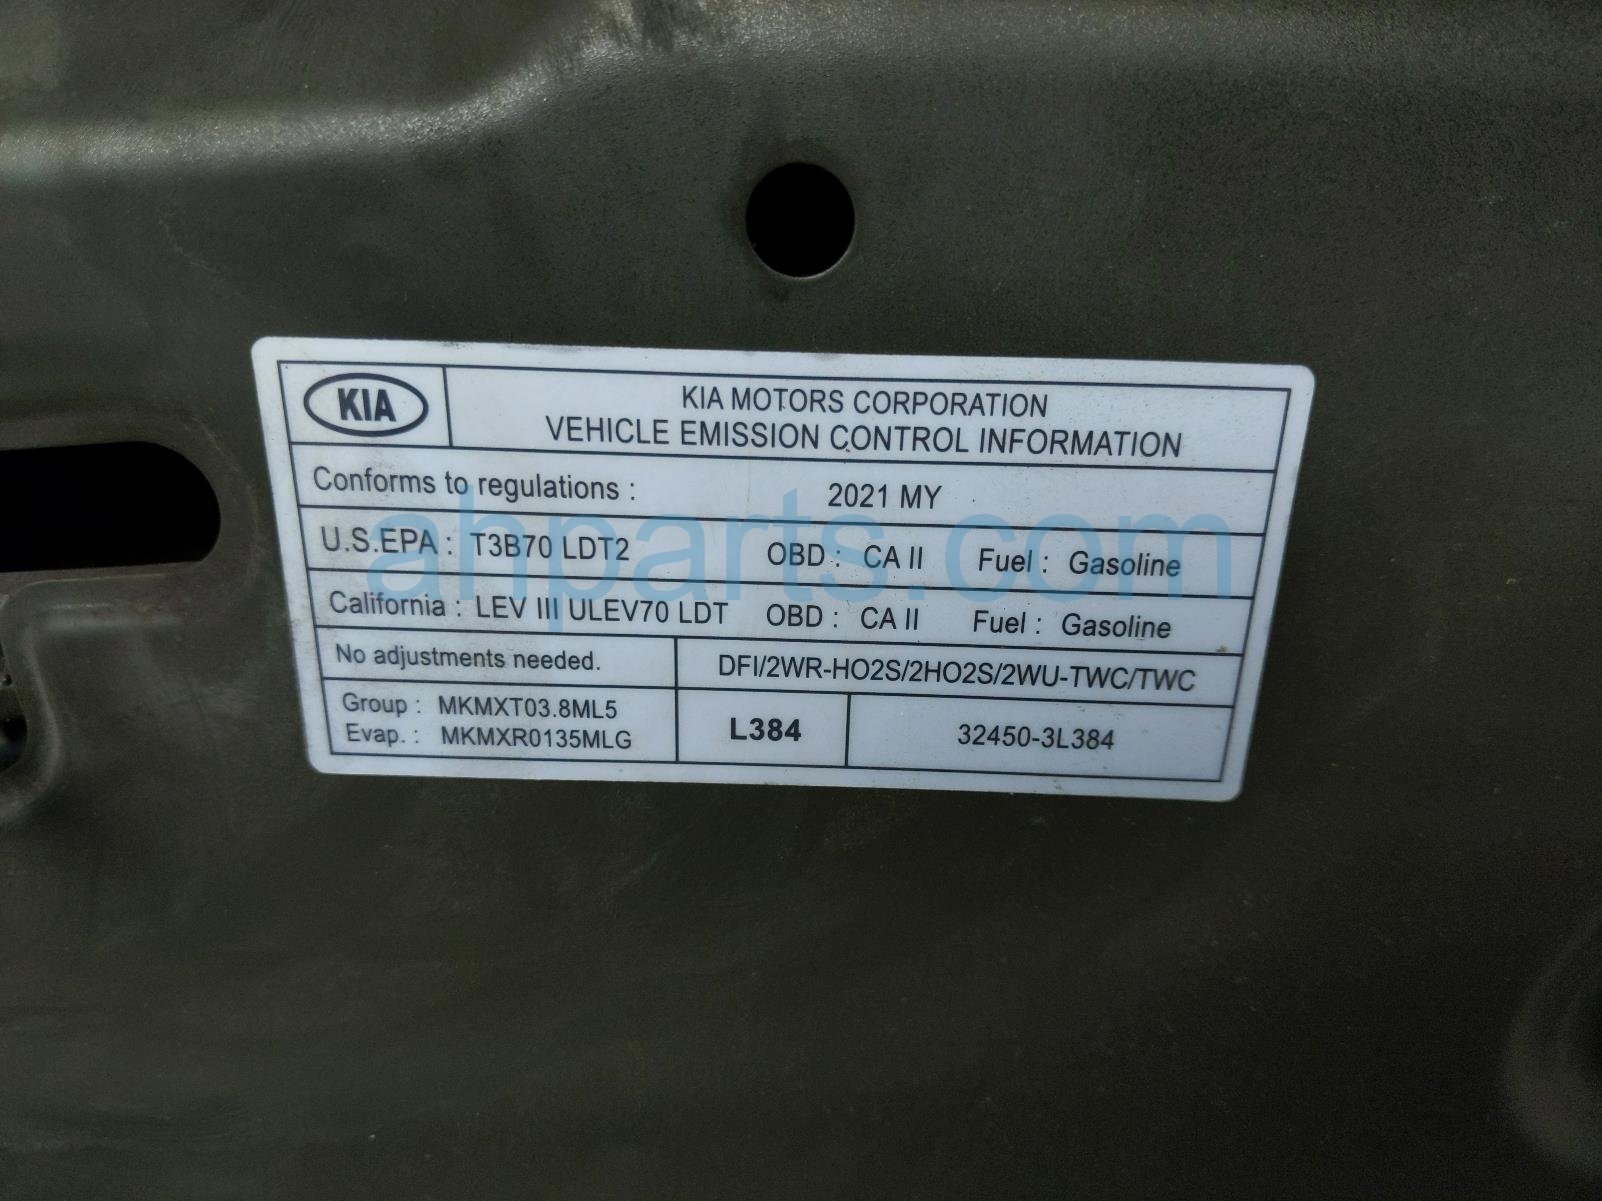 KIA
KIA MOTORS CORPORATION
VEHICLE EMISSION CONTROL INFORMATION
Conforms to regulations : 2021 MY
U.S.EPA : T3B70 LDT2 OBD : CA II Fuel : Gasoline
California : LEV III ULEV70 LDT OBD : CA II Fuel : Gasoline
No adjustments needed. DFI/2WR-HO2S/2HO2S/2WU-TWC/TWC
Group : MKMXT03.8ML5
Evap. : MKMXR0135MLG
L384
32450-3L384
ahparts.com